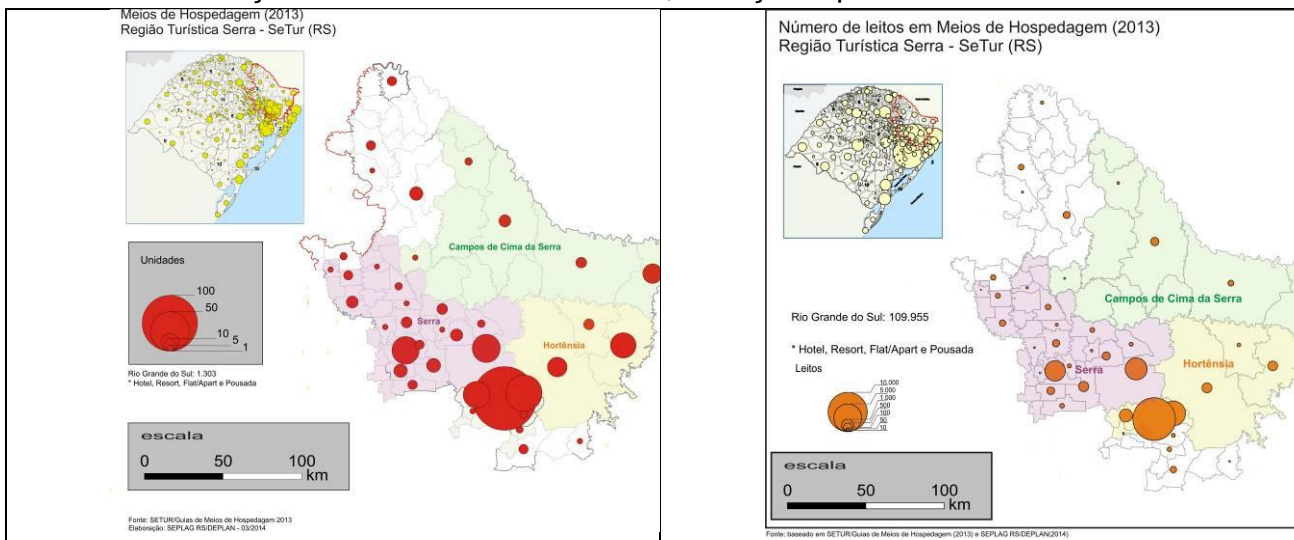 Meios de Hospedagem (2013)
Região Turística Serra - SeTur (RS)
Campos de Cima da Serra
Serra
Hortênsia
Unidades
100
50
10
5
1
Rio Grande do Sul: 1.303
* Hotel, Resort, Flat/Apart e Pousada
escala
0 50 100
km
Fonte: SETUR/Guias de Meios de Hospedagem 2013
Elaboração: SEPLAG RS/DEPLAN - 03/2014
Número de leitos em Meios de Hospedagem (2013)
Região Turística Serra - SeTur (RS)
Campos de Cima da Serra
Serra
Hortênsia
Rio Grande do Sul: 109.955
* Hotel, Resort, Flat/Apart e Pousada
Leitos
10,000
5,000
1,000
500
100
50
10
escala
0 50 100
km
Fonte: baseado em SETUR/Guias de Meios de Hospedagem (2013) e SEPLAG RS/DEPLAN(2014)